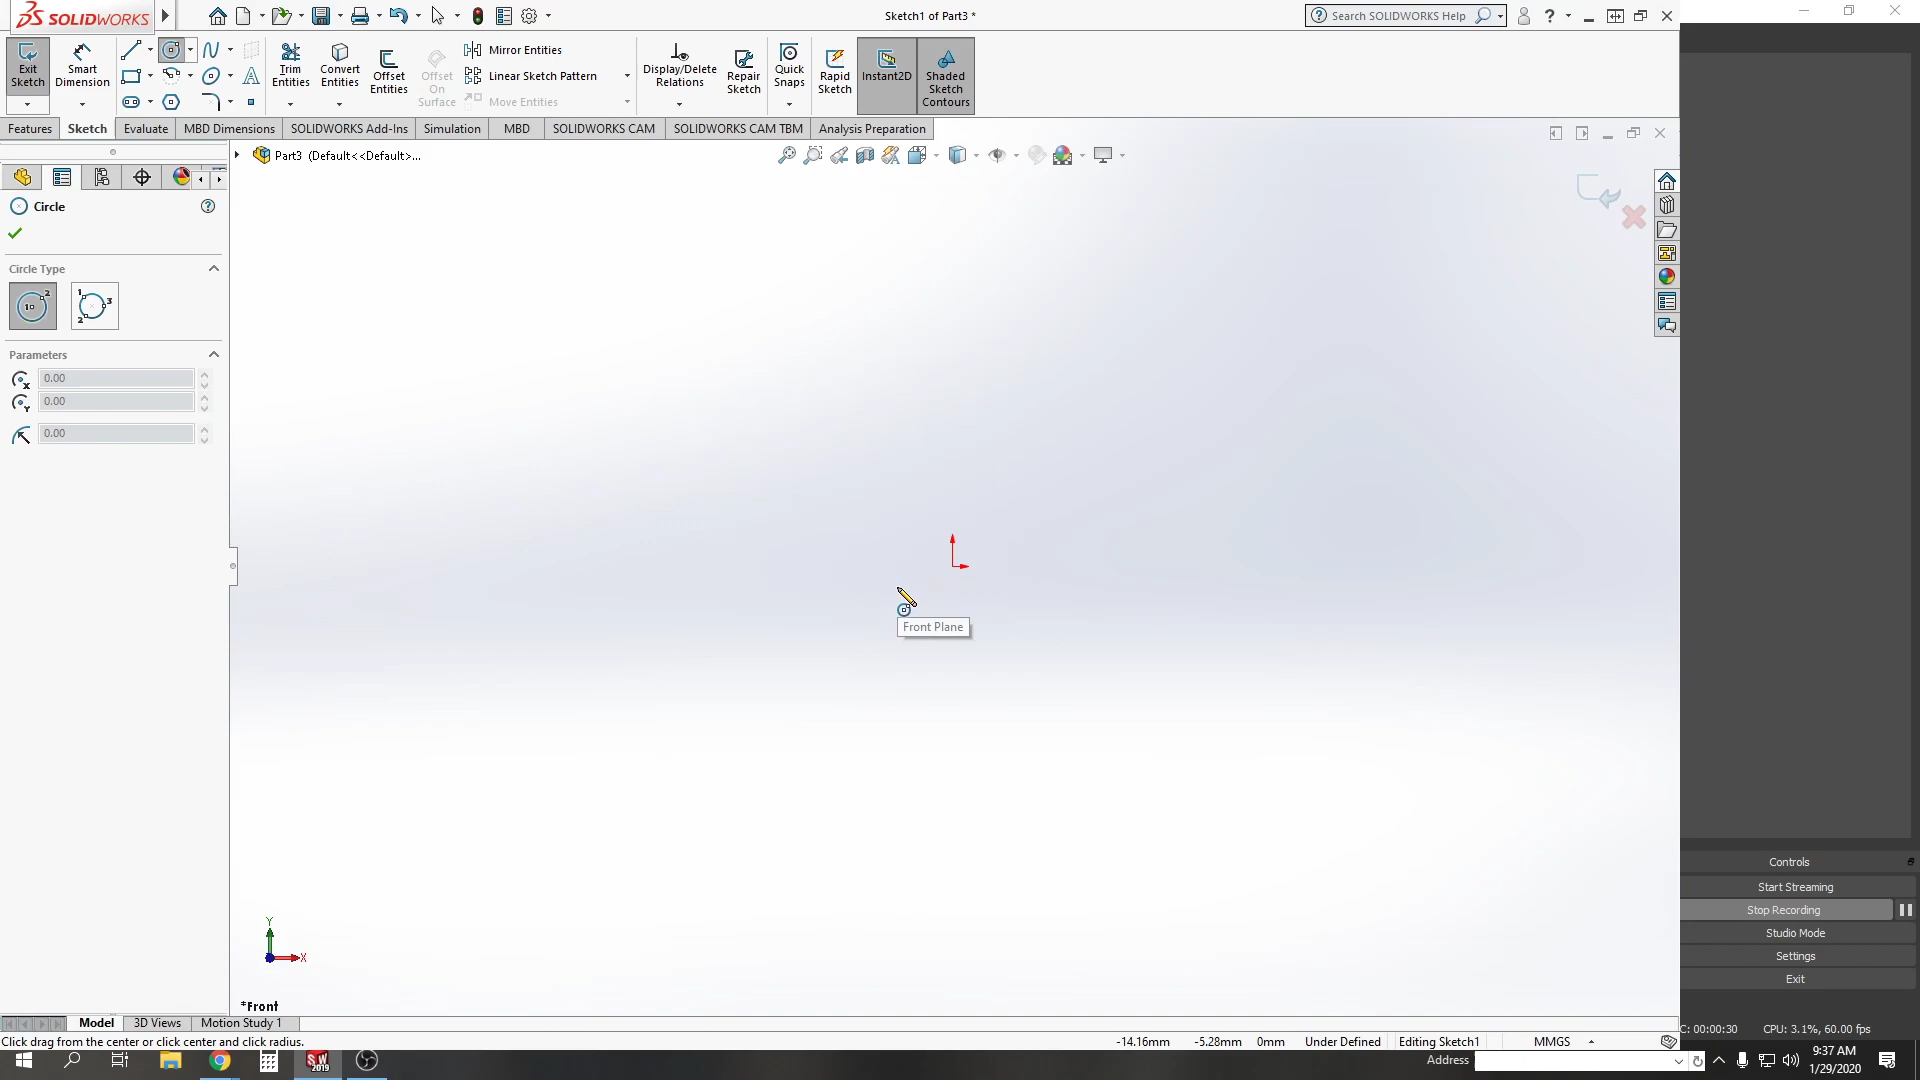 SOLIDWORKS
Sketch1 of Part3 *
Search SOLIDWORKS Help
?
Exit Sketch
Smart Dimension
Trim Entities
Convert Entities
Offset Entities
Offset On Surface
Mirror Entities
Linear Sketch Pattern
Move Entities
Display/Delete Relations
Repair Sketch
Quick Snaps
Rapid Sketch
Instant2D
Shaded Sketch Contours
Features Sketch Evaluate MBD Dimensions SOLIDWORKS Add-Ins Simulation MBD SOLIDWORKS CAM SOLIDWORKS CAM TBM Analysis Preparation
Part3 (Default<<Default>...
Circle
Circle Type
Parameters
0.00
0.00
0.00
Front Plane
Y
X
*Front
Model 3D Views Motion Study 1
Click drag from the center or click center and click radius.
-14.16mm -5.28mm 0mm Under Defined Editing Sketch1 MMGS
Controls
Start Streaming
Stop Recording
Studio Mode
Settings
Exit
C: 00:00:30 CPU: 3.1%, 60.00 fps
SW 2019
Address
9:37 AM
1/29/2020